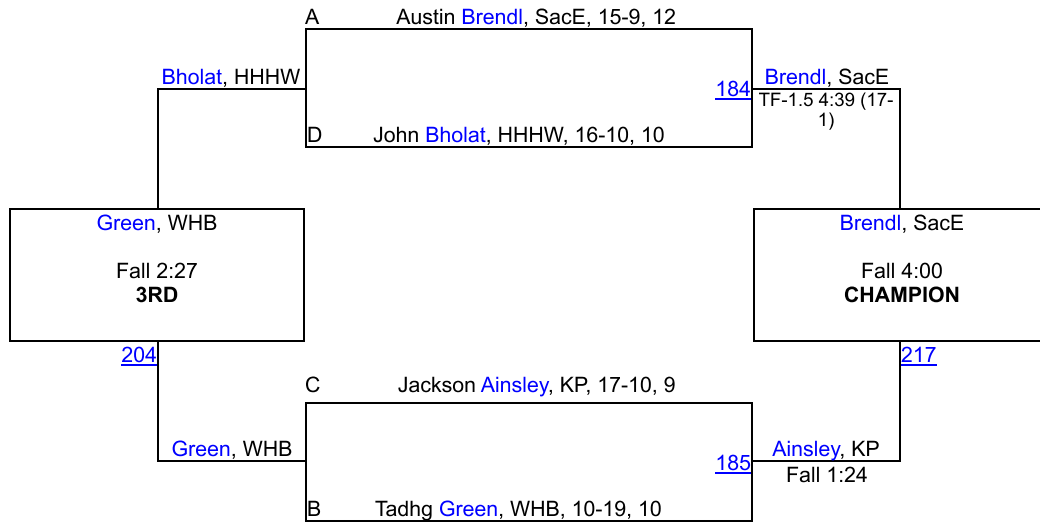 A
Austin Brendl, SacE, 15-9, 12
Bholat, HHHW
184
Brendl, SacE
TF-1.5 4:39 (17-
1)
D
John Bholat, HHHW, 16-10, 10
Green, WHB
Fall 2:27
3RD
Brendl, SacE
Fall 4:00
CHAMPION
204
217
C
Jackson Ainsley, KP, 17-10, 9
Green, WHB
185
Ainsley, KP
Fall 1:24
B
Tadhg Green, WHB, 10-19, 10